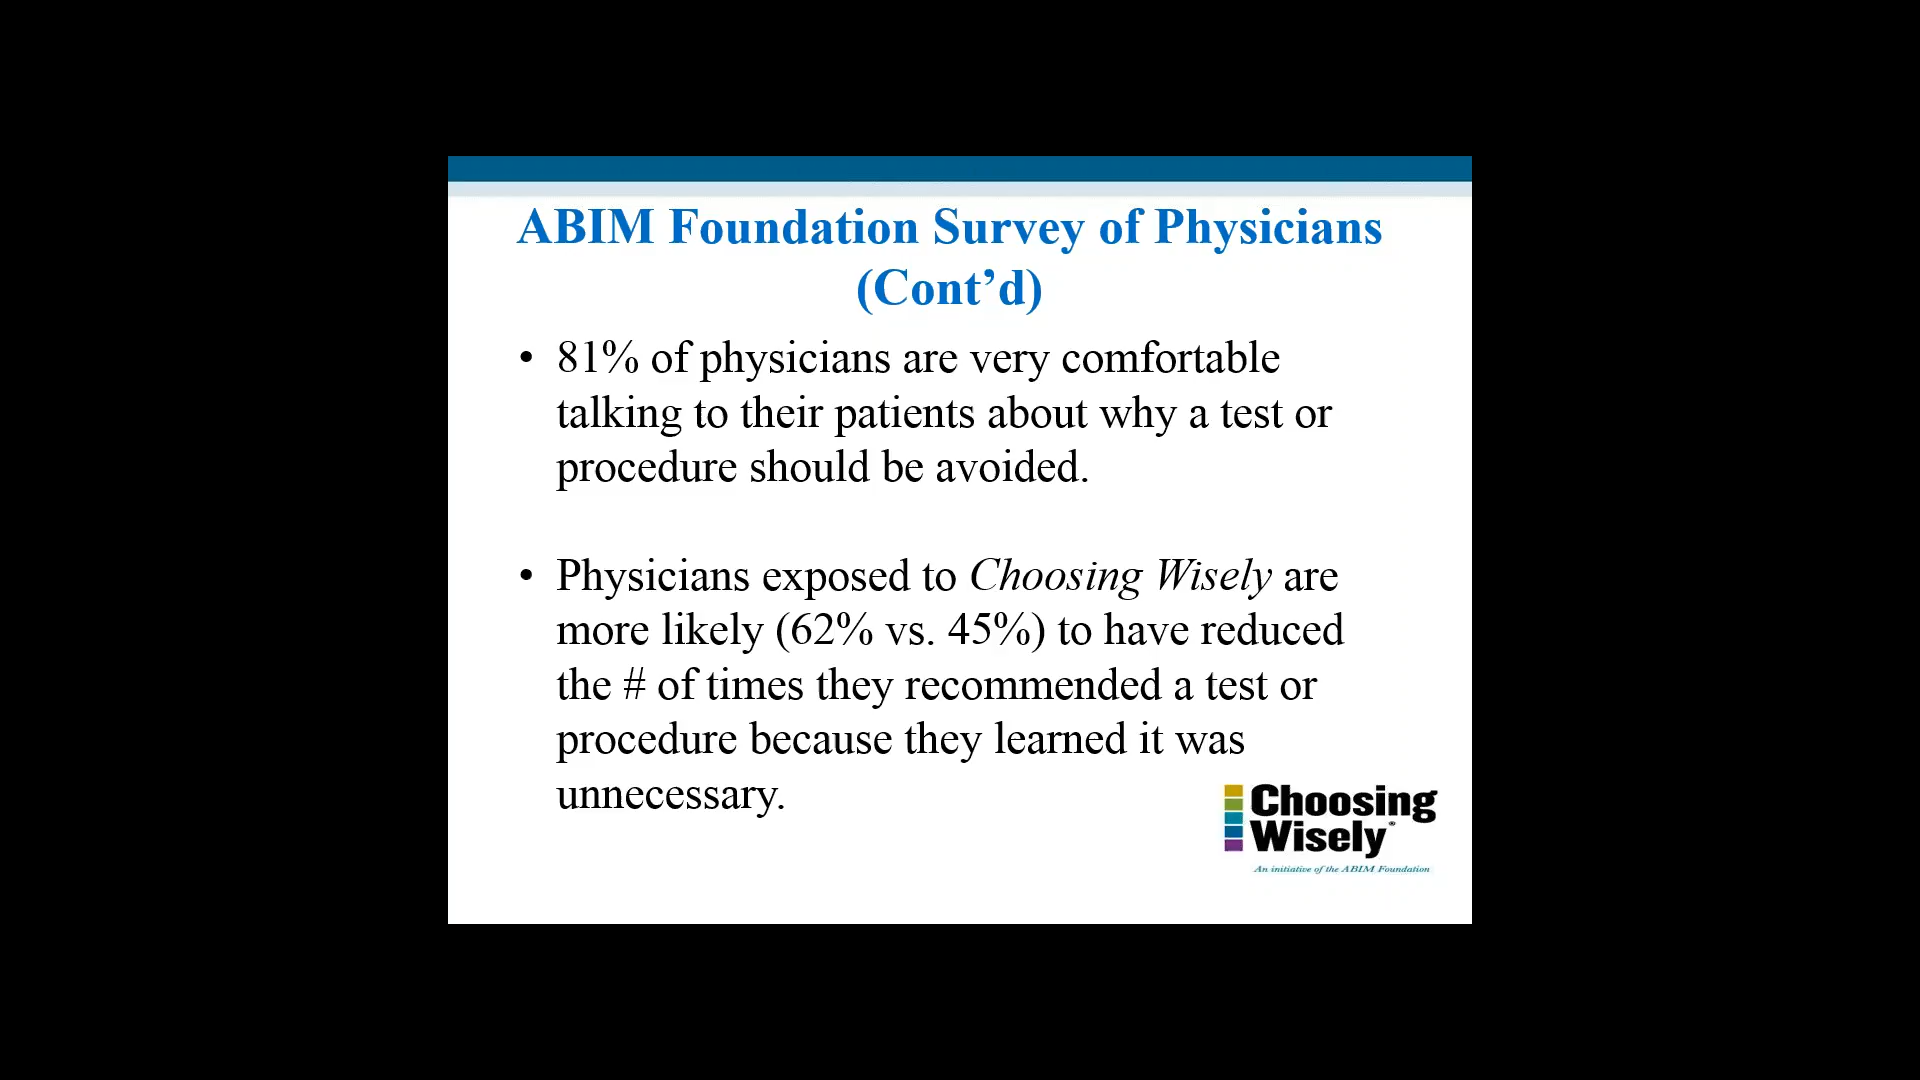 ABIM Foundation Survey of Physicians
(Cont’d)
• 81% of physicians are very comfortable
talking to their patients about why a test or
procedure should be avoided.
• Physicians exposed to Choosing Wisely are
more likely (62% vs. 45%) to have reduced
the # of times they recommended a test or
procedure because they learned it was
unnecessary.
Choosing
Wisely®
An initiative of the ABIM Foundation